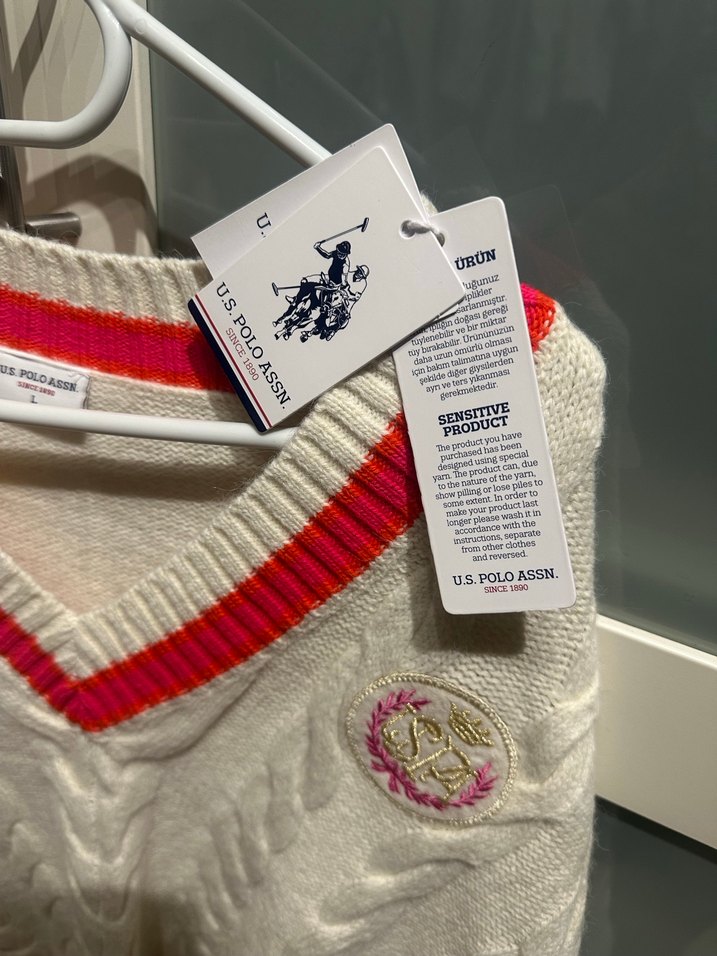 U.
U.S. POLO ASSN.
SINCE 1890
U.S. POLO ASSN.
SINCE 1890
L
ÜRÜN
iplikler
ipliğin doğası gereği
tüylenebilir ve bir miktar
tüy bırakabilir. Ürününüzün
daha uzun ömürlü olması
için bakım talimatına uygun
şekilde diğer giysilerden
ayrı ve ters yıkanması
gerekmektedir.
SENSITIVE
PRODUCT
The product you have
purchased has been
designed using special
yarn. The product can, due
to the nature of the yarn,
show pilling or lose piles to
some extent. In order to
make your product last
longer please wash it in
accordance with the
instructions, separate
from other clothes
and reversed.
U.S. POLO ASSN.
SINCE 1890